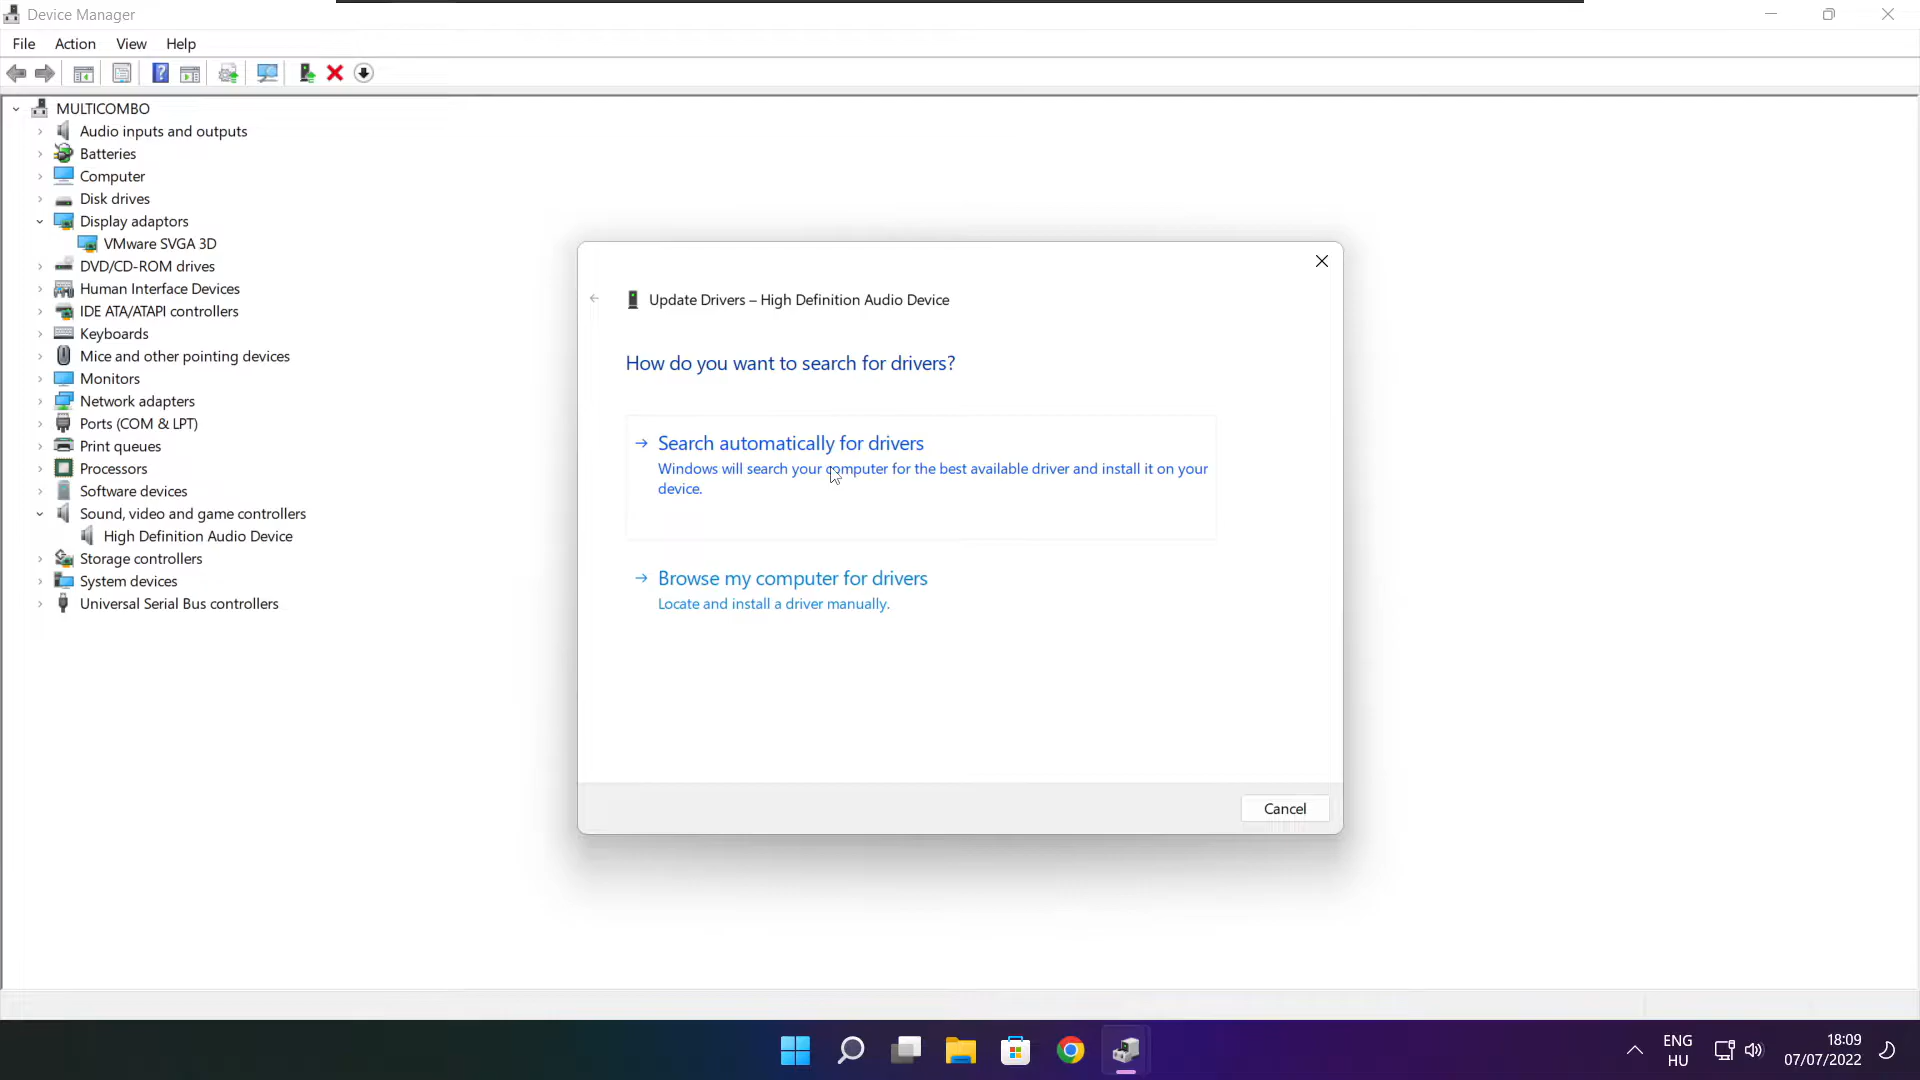 Device Manager
File Action View Help
MULTICOMBO
Audio inputs and outputs
Batteries
Computer
Disk drives
Display adaptors
VMware SVGA 3D
DVD/CD-ROM drives
Human Interface Devices
IDE ATA/ATAPI controllers
Keyboards
Mice and other pointing devices
Monitors
Network adapters
Ports (COM & LPT)
Print queues
Processors
Software devices
Sound, video and game controllers
High Definition Audio Device
Storage controllers
System devices
Universal Serial Bus controllers
Update Drivers – High Definition Audio Device
How do you want to search for drivers?
Search automatically for drivers
Windows will search your computer for the best available driver and install it on your
device.
Browse my computer for drivers
Locate and install a driver manually.
Cancel
ENG
HU
18:09
07/07/2022